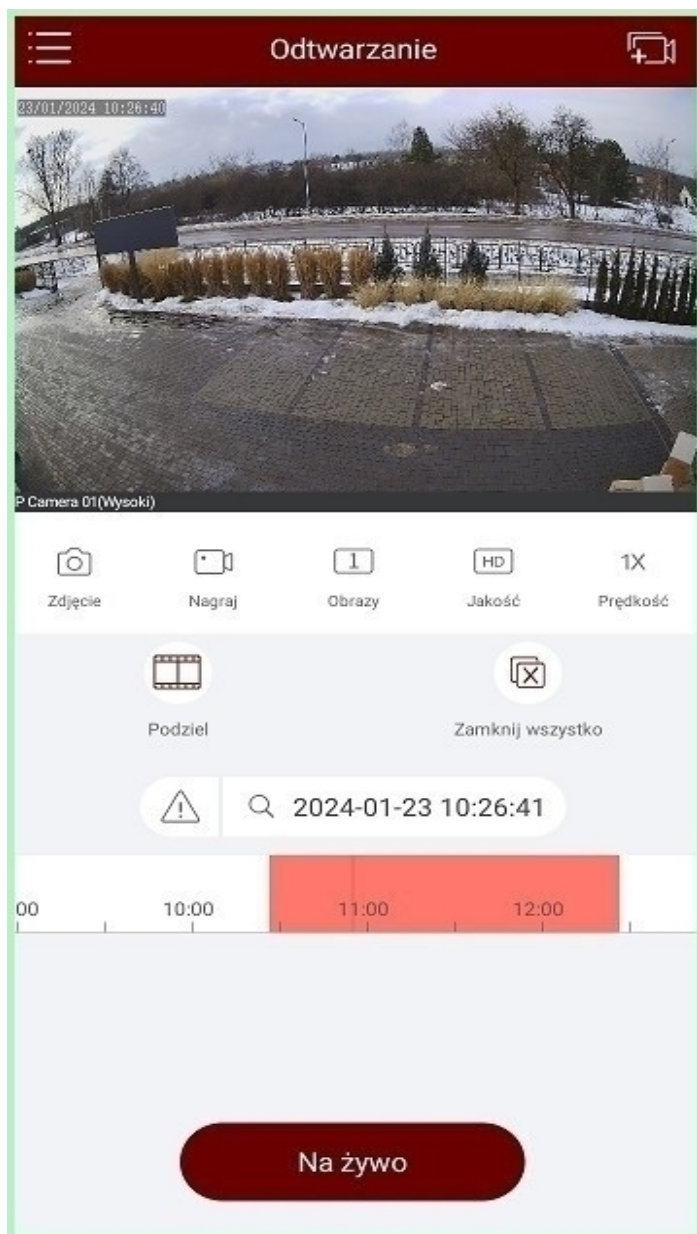 Odtwarzanie
23/01/2024 10:26:40
P Camera 01(Wysoki)
1
HD
1X
Zdjęcie
Nagraj
Obrazy
Jakość
Prędkość
Podziel
Zamknij wszystko
2024-01-23 10:26:41
00
10:00
11:00
12:00
Na żywo